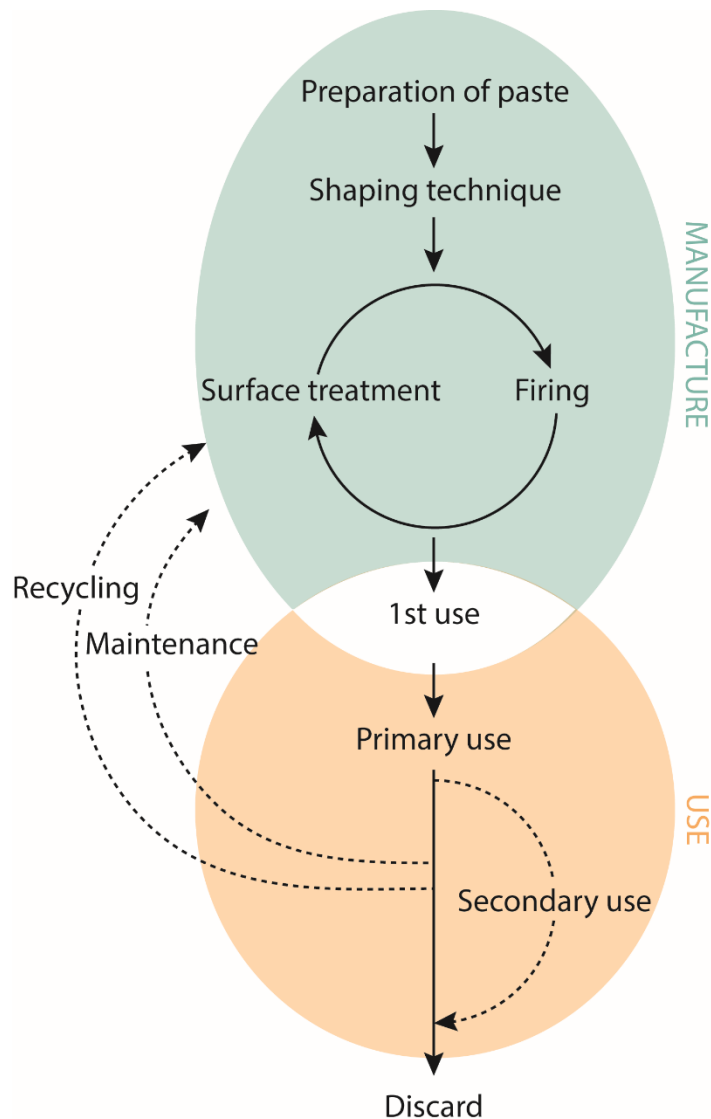 Preparation of paste
Shaping technique
MANUFACTURE
Surface treatment
Firing
Recycling
1st use
Maintenance
Primary use
USE
Secondary use
Discard